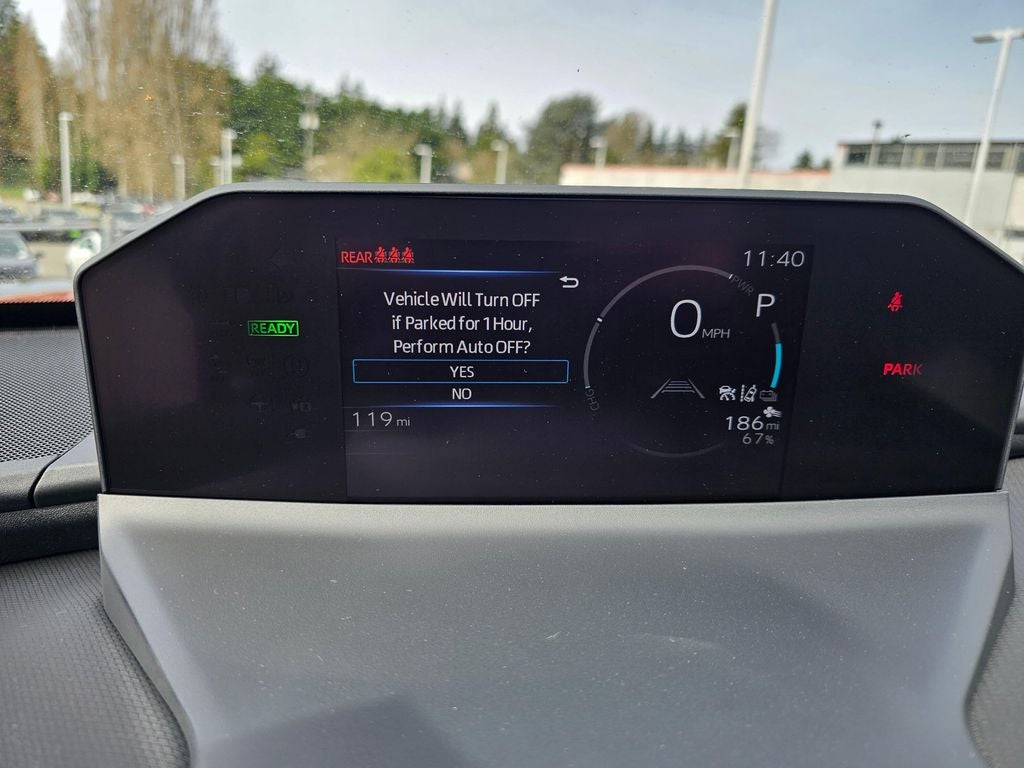 REAR
11:40
PWR
Vehicle Will Turn OFF
if Parked for 1 Hour,
Perform Auto OFF?
YES
NO
0 MPH
P
READY
PARK
CHG
119 mi
186 mi
67%